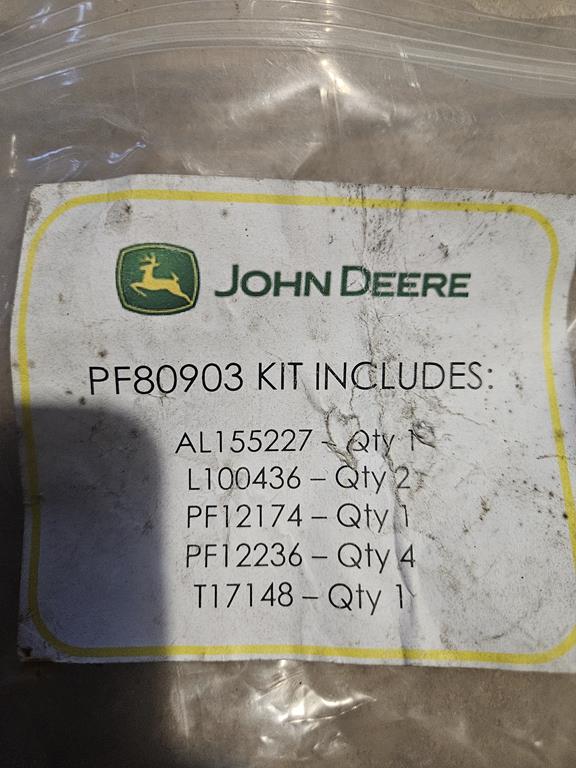 JOHN DEERE
PF80903 KIT INCLUDES:
AL155227 – Qty 1
L100436 – Qty 2
PF12174 – Qty 1
PF12236 – Qty 4
T17148 – Qty 1